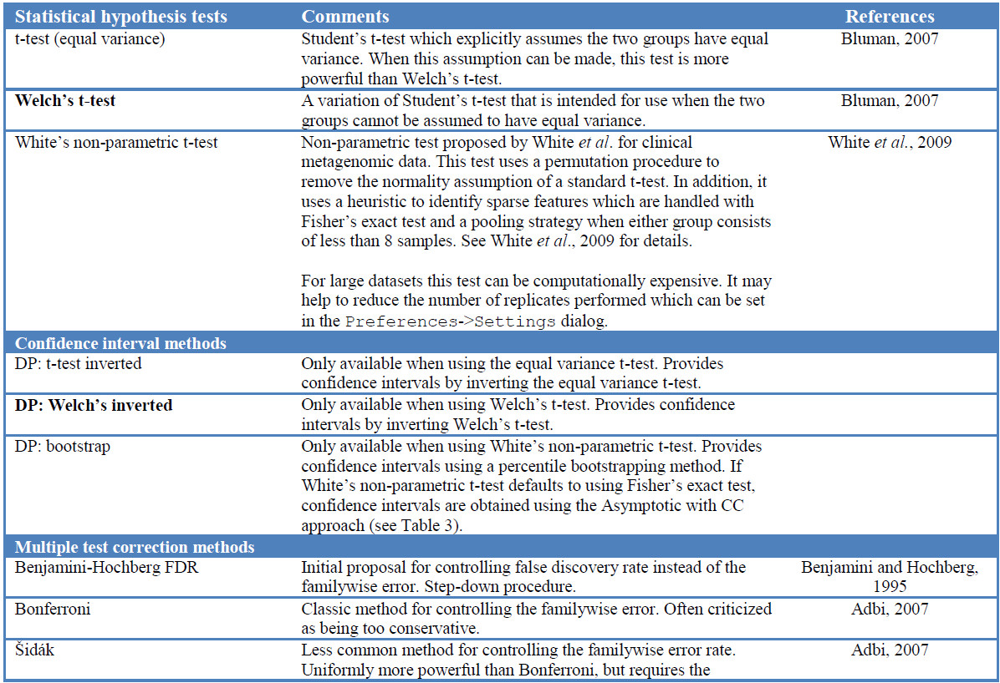 Statistical hypothesis tests Comments References
t-test (equal variance) Student's t-test which explicitly assumes the two groups have equal Bluman, 2007
variance. When this assumption can be made, this test is more
powerful than Welch's t-test.
Welch's t-test A variation of Student's t-test that is intended for use when the two Bluman, 2007
groups cannot be assumed to have equal variance.
White's non-parametric t-test Non-parametric test proposed by White et al. for clinical White et al., 2009
metagenomic data. This test uses a permutation procedure to
remove the normality assumption of a standard t-test. In addition, it
uses a heuristic to identify sparse features which are handled with
Fisher's exact test and a pooling strategy when either group consists
of less than 8 samples. See White et al., 2009 for details.
For large datasets this test can be computationally expensive. It may
help to reduce the number of replicates performed which can be set
in the Preferences->Settings dialog.
Confidence interval methods
DP: t-test inverted Only available when using the equal variance t-test. Provides
confidence intervals by inverting the equal variance t-test.
DP: Welch's inverted Only available when using Welch's t-test. Provides confidence
intervals by inverting Welch's t-test.
DP: bootstrap Only available when using White's non-parametric t-test. Provides
confidence intervals using a percentile bootstrapping method. If
White's non-parametric t-test defaults to using Fisher's exact test,
confidence intervals are obtained using the Asymptotic with CC
approach (see Table 3).
Multiple test correction methods
Benjamini-Hochberg FDR Initial proposal for controlling false discovery rate instead of the Benjamini and Hochberg,
familywise error. Step-down procedure. 1995
Bonferroni Classic method for controlling the familywise error. Often criticized Adbi, 2007
as being too conservative.
Šidák Less common method for controlling the familywise error rate. Adbi, 2007
Uniformly more powerful than Bonferroni, but requires the